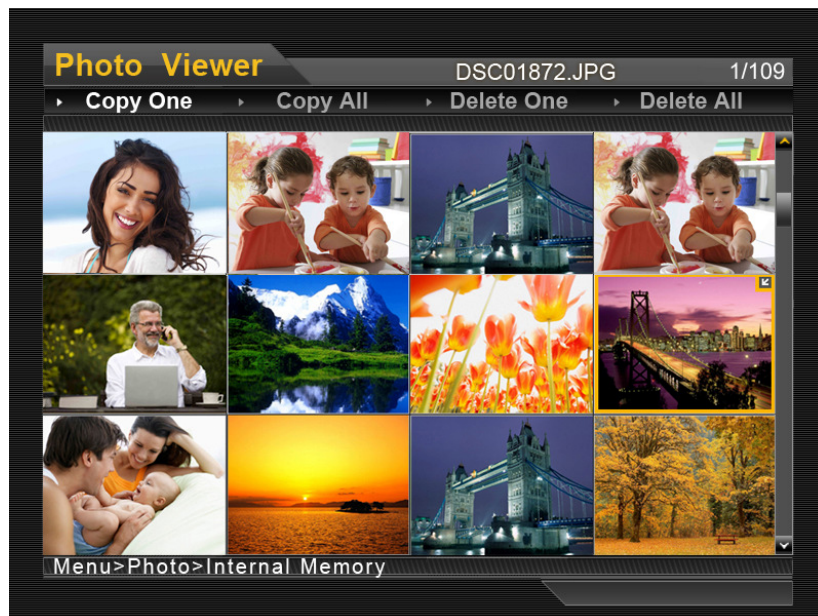 Photo Viewer DSC01872.JPG 1/109
Copy One Copy All Delete One Delete All
Menu>Photo>Internal Memory